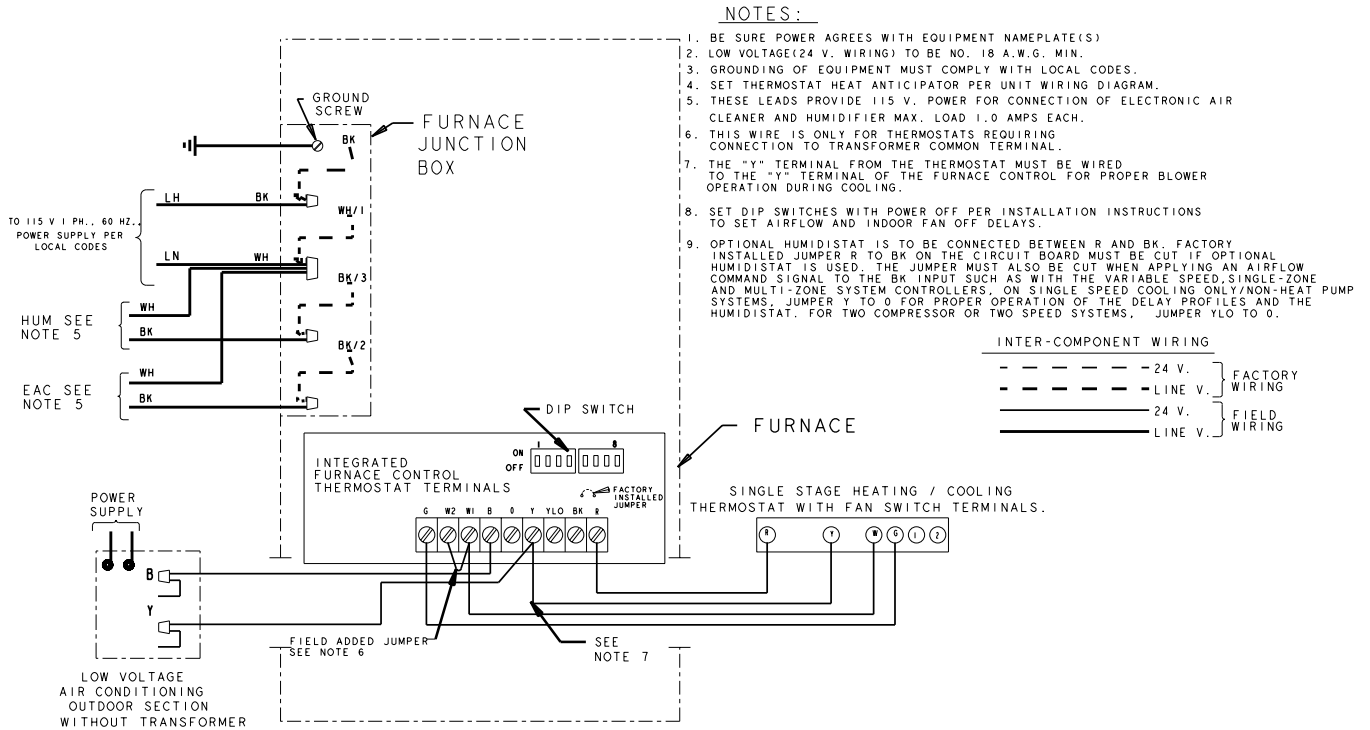 NOTES:
1. BE SURE POWER AGREES WITH EQUIPMENT NAMEPLATE(S)
2. LOW VOLTAGE(24 V. WIRING) TO BE NO. 18 A.W.G. MIN.
3. GROUNDING OF EQUIPMENT MUST COMPLY WITH LOCAL CODES.
4. SET THERMOSTAT HEAT ANTICIPATOR PER UNIT WIRING DIAGRAM.
5. THESE LEADS PROVIDE 115 V. POWER FOR CONNECTION OF ELECTRONIC AIR
CLEANER AND HUMIDIFIER MAX. LOAD 1.0 AMPS EACH.
6. THIS WIRE IS ONLY FOR THERMOSTATS REQUIRING
CONNECTION TO TRANSFORMER COMMON TERMINAL.
7. THE "Y" TERMINAL FROM THE THERMOSTAT MUST BE WIRED
TO THE "Y" TERMINAL OF THE FURNACE CONTROL FOR PROPER BLOWER
OPERATION DURING COOLING.
8. SET DIP SWITCHES WITH POWER OFF PER INSTALLATION INSTRUCTIONS
TO SET AIRFLOW AND INDOOR FAN OFF DELAYS.
9. OPTIONAL HUMIDISTAT IS TO BE CONNECTED BETWEEN R AND BK. FACTORY
INSTALLED JUMPER R TO BK ON THE CIRCUIT BOARD MUST BE CUT IF OPTIONAL
HUMIDISTAT IS USED. THE JUMPER MUST ALSO BE CUT WHEN APPLYING AN AIRFLOW
COMMAND SIGNAL TO THE BK INPUT SUCH AS WITH THE VARIABLE SPEED,SINGLE-ZONE
AND MULTI-ZONE SYSTEM CONTROLLERS, ON SINGLE SPEED COOLING ONLY/NON-HEAT PUMP
SYSTEMS, JUMPER Y TO O FOR PROPER OPERATION OF THE DELAY PROFILES AND THE
HUMIDISTAT. FOR TWO COMPRESSOR OR TWO SPEED SYSTEMS, JUMPER YLO TO O.
INTER-COMPONENT WIRING
24 V.
LINE V.
FACTORY
WIRING
24 V.
LINE V.
FIELD
WIRING
GROUND
SCREW
FURNACE
JUNCTION
BOX
BK
LH
BK
WH/1
TO 115 V 1 PH., 60 HZ.,
POWER SUPPLY PER
LOCAL CODES
LN
WH
BK/3
WH
HUM SEE
NOTE 5
BK
BK/2
WH
EAC SEE
NOTE 5
BK
DIP SWITCH
FURNACE
1
8
ON
OFF
INTEGRATED
FURNACE CONTROL
THERMOSTAT TERMINALS
FACTORY
INSTALLED
JUMPER
G W2 W1 B O Y YLO BK R
SINGLE STAGE HEATING / COOLING
THERMOSTAT WITH FAN SWITCH TERMINALS.
R Y W G 1 2
POWER
SUPPLY
B
Y
FIELD ADDED JUMPER
SEE NOTE 6
SEE
NOTE 7
LOW VOLTAGE
AIR CONDITIONING
OUTDOOR SECTION
WITHOUT TRANSFORMER